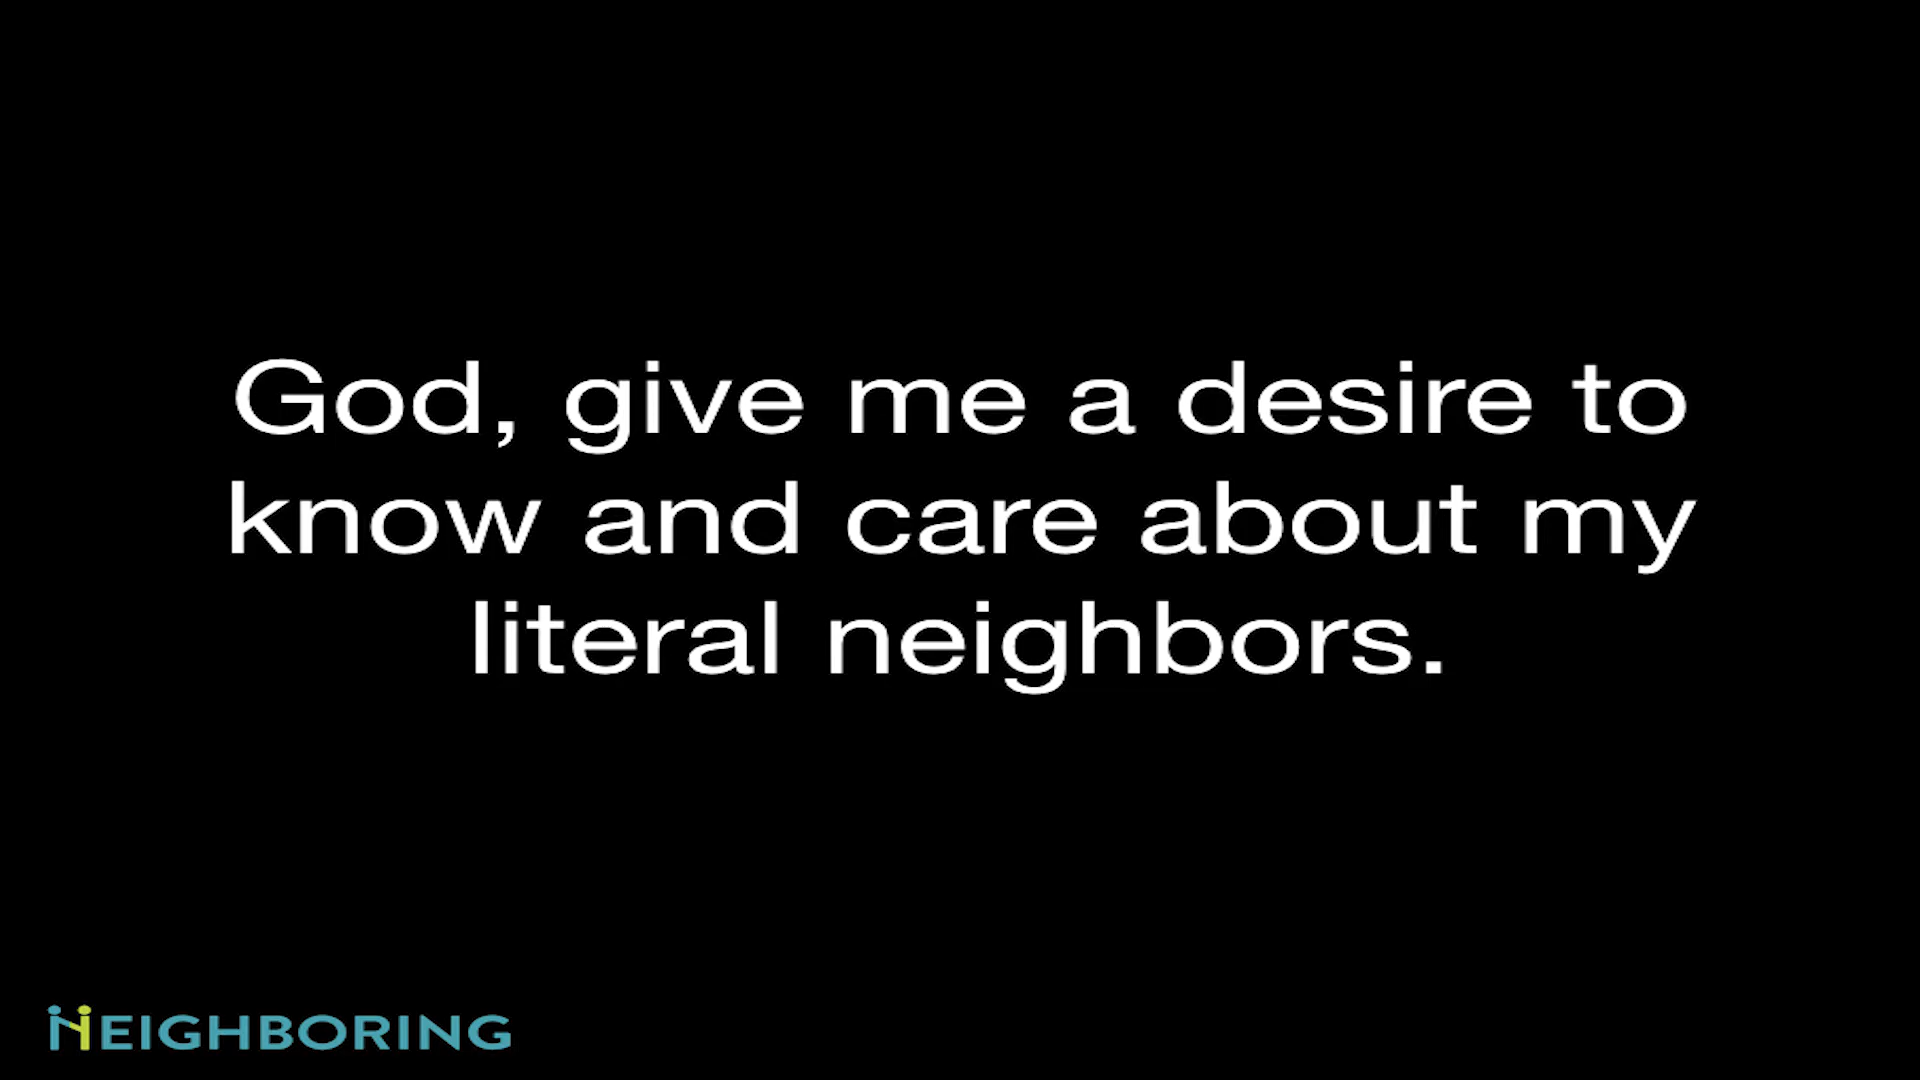 God, give me a desire to
know and care about my
literal neighbors.
NEIGHBORING